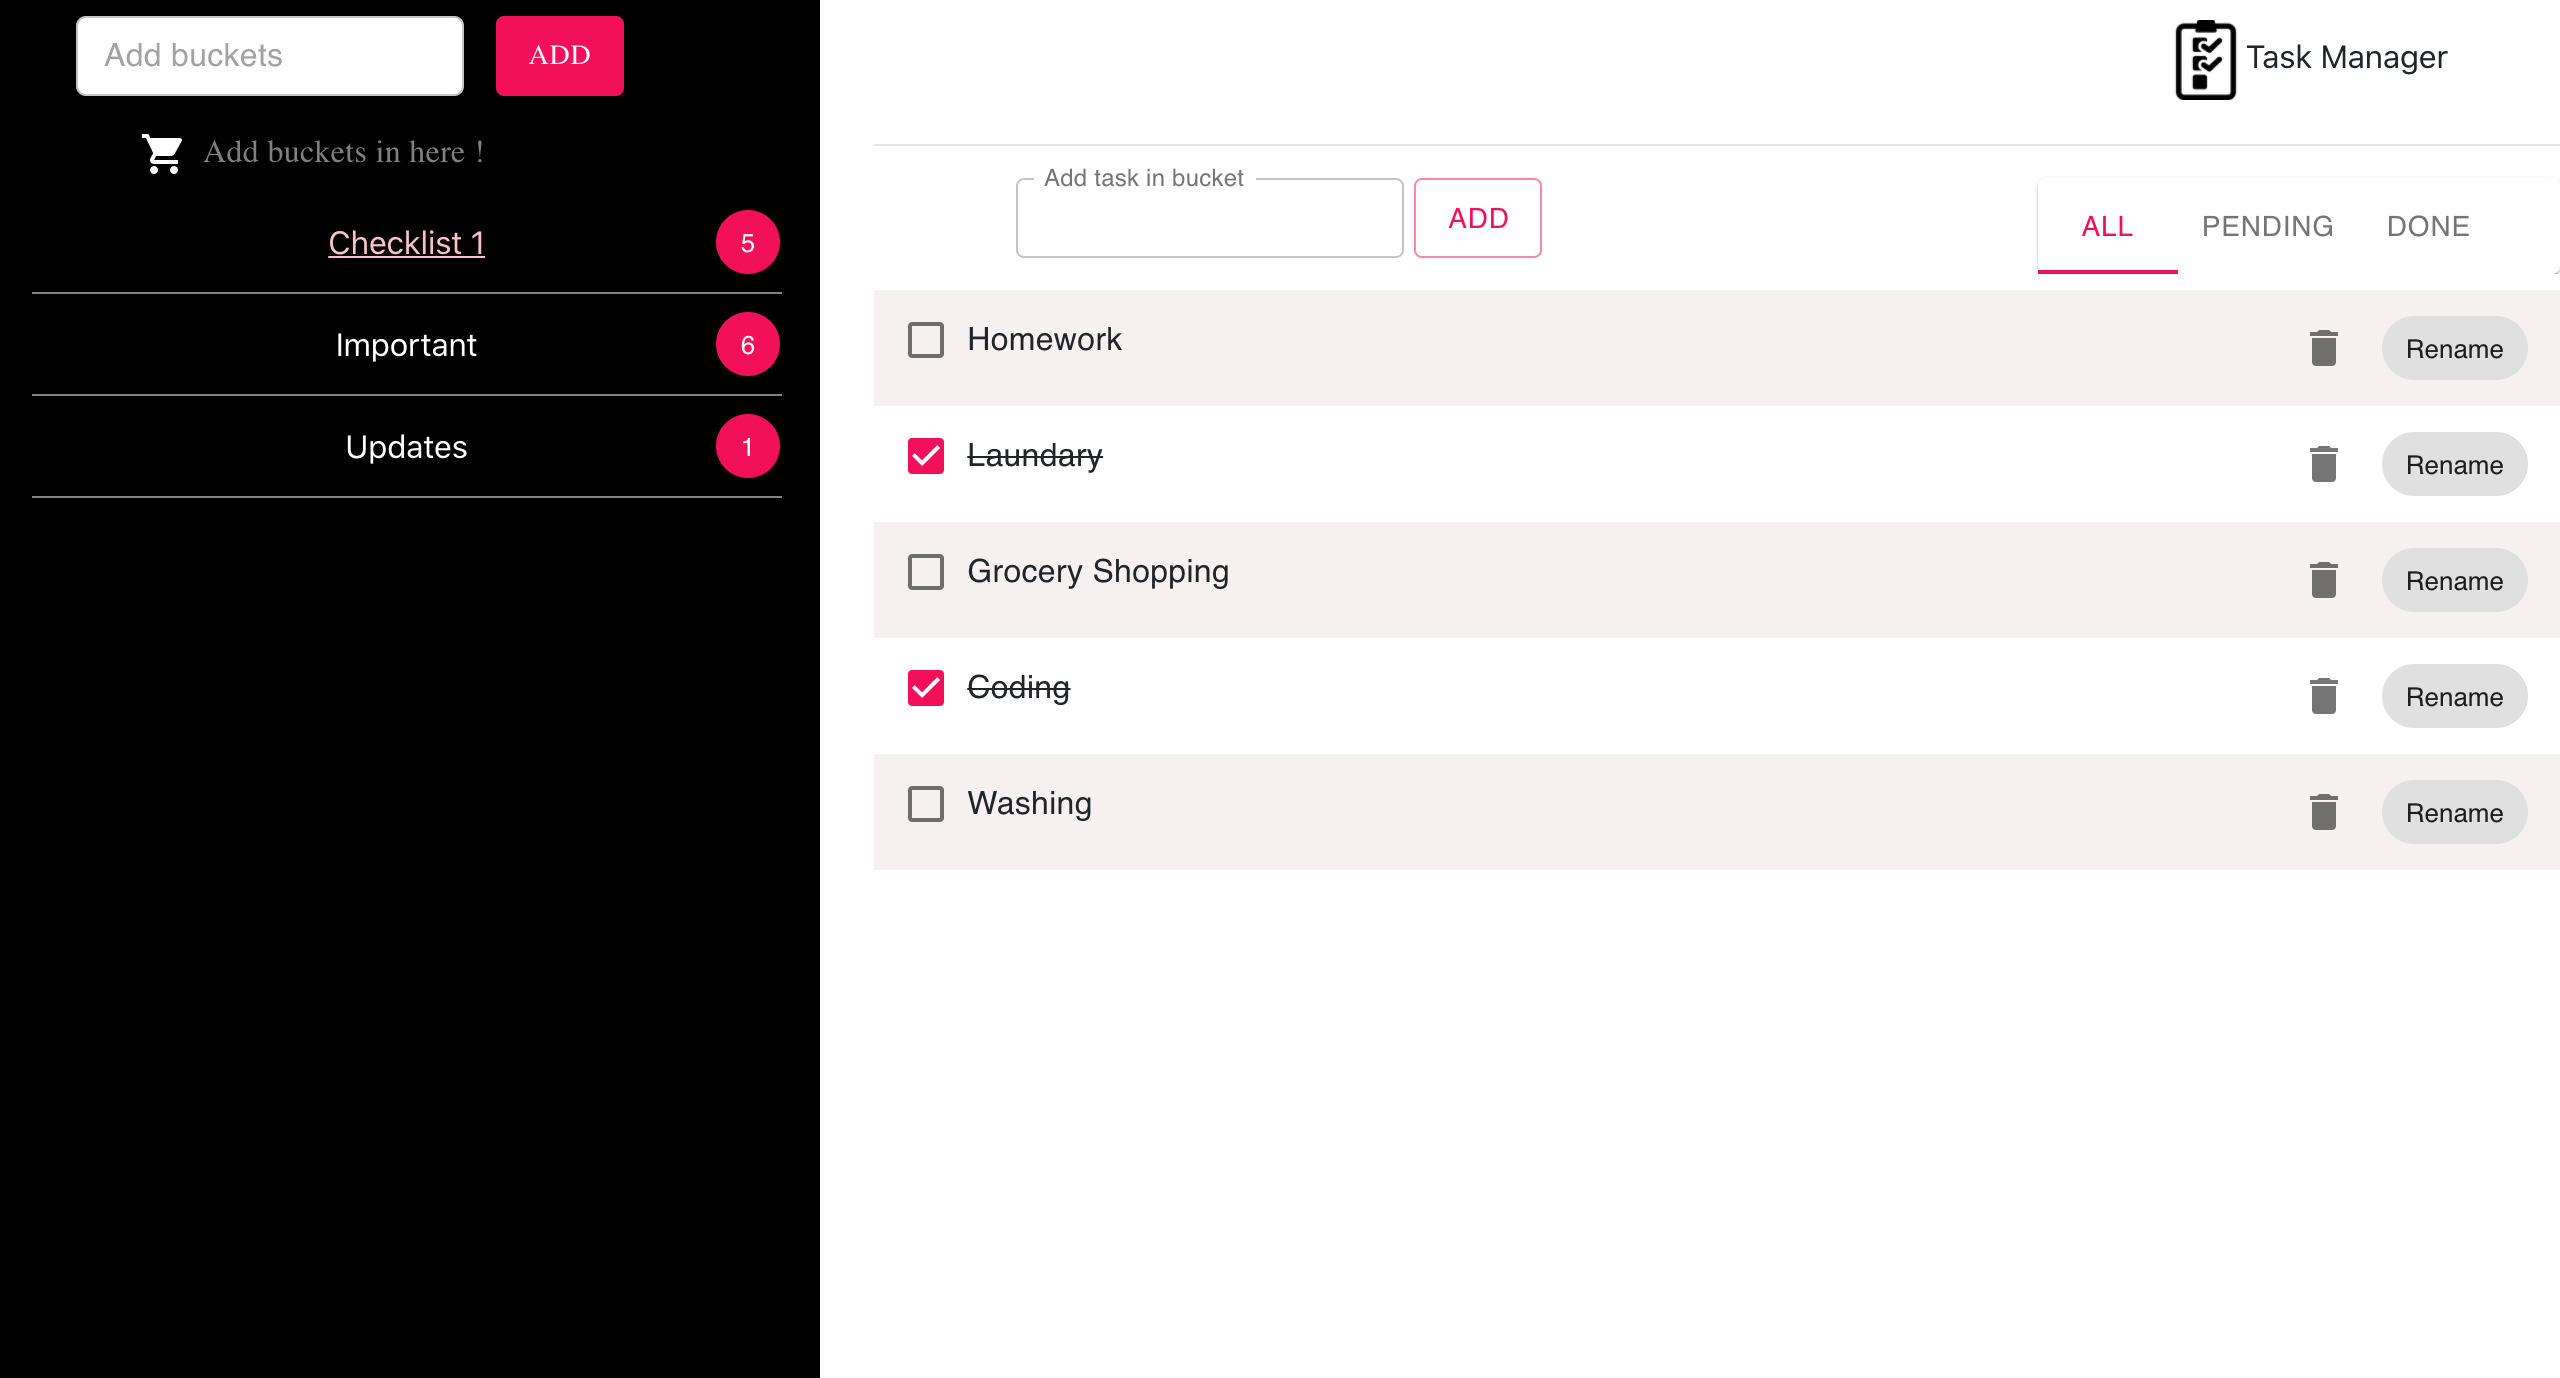 Add buckets
ADD
Add buckets in here !
Checklist 1
5
Important
6
Updates
1
Task Manager
Add task in bucket
ADD
ALL PENDING DONE
Homework Rename
Laundary Rename
Grocery Shopping Rename
Coding Rename
Washing Rename